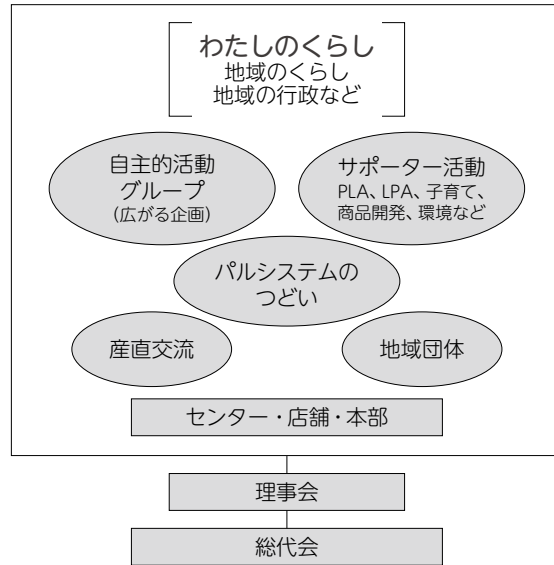 わたしのくらし
地域のくらし
地域の行政など
自主的活動
グループ
(広がる企画)
サポーター活動
PLA、LPA、子育て、
商品開発、環境など
パルシステムの
つどい
産直交流
地域団体
センター・店舗・本部
理事会
総代会